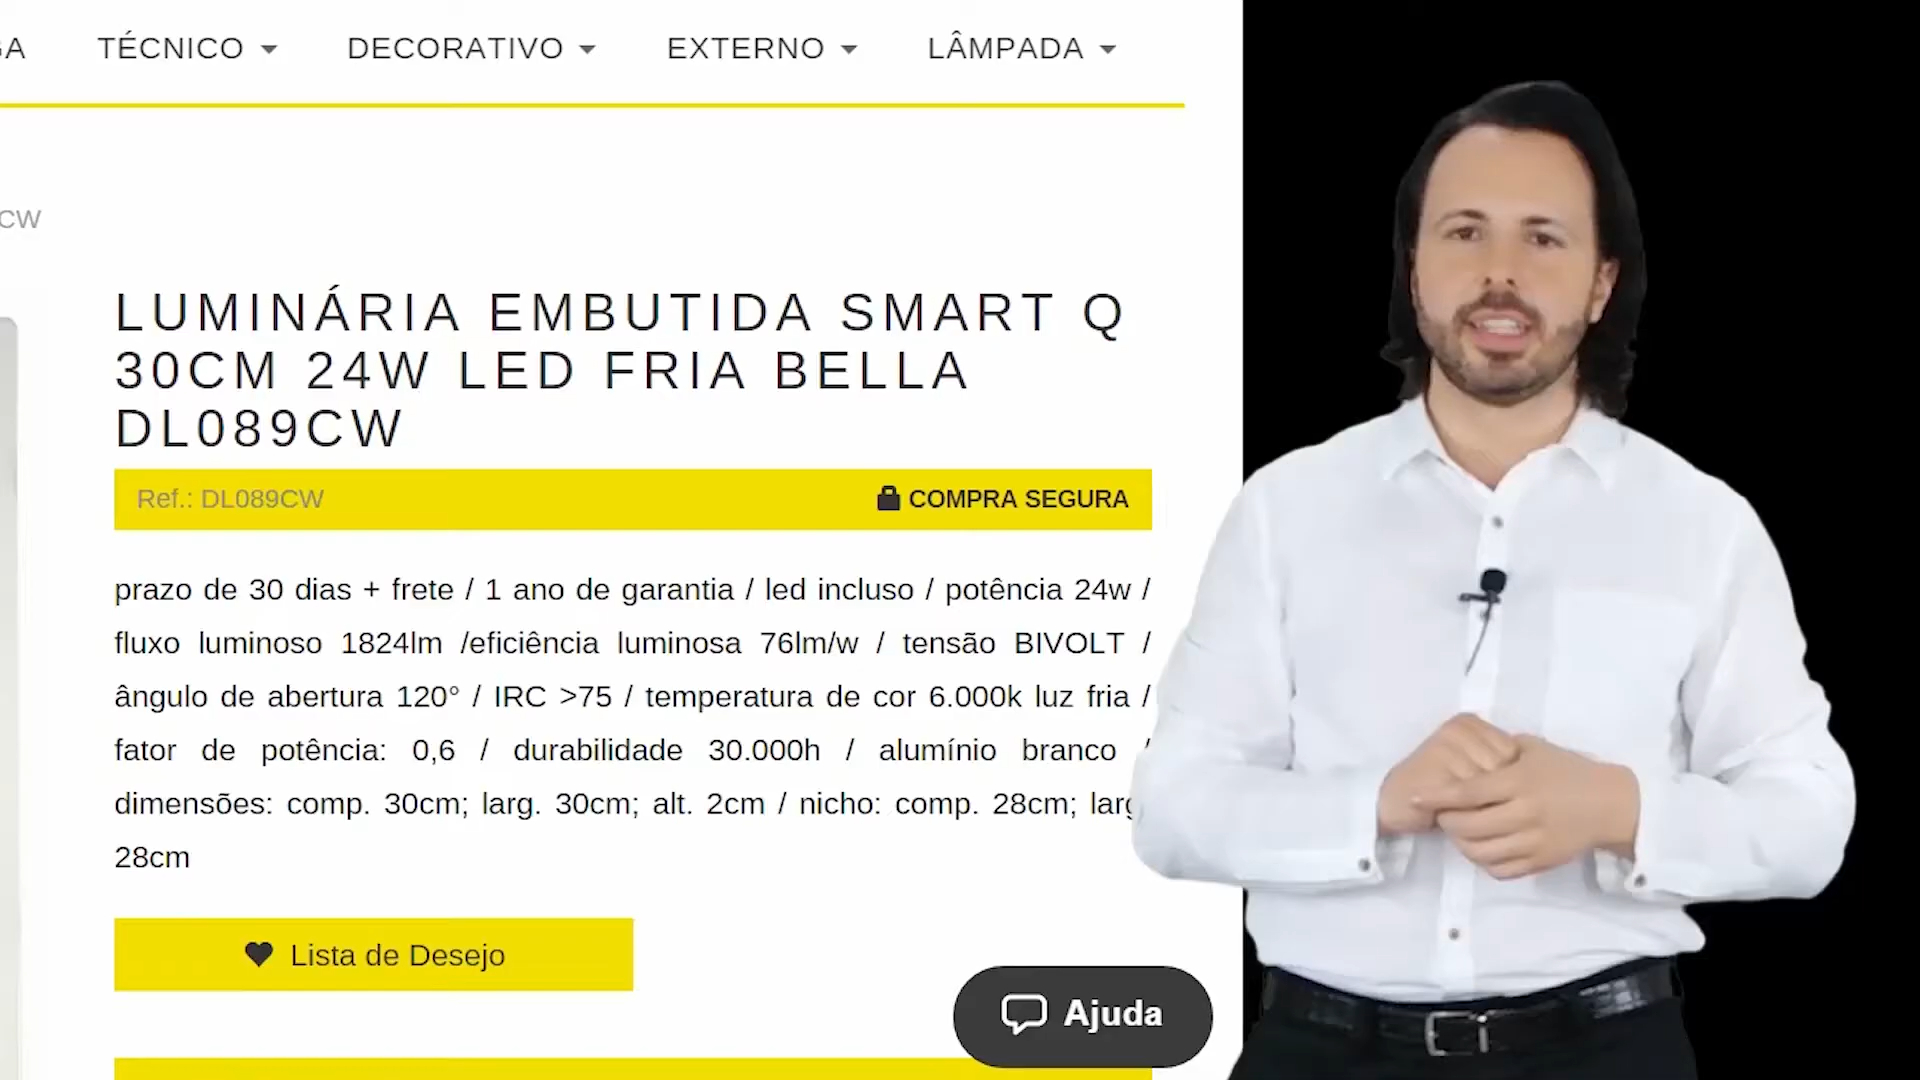 TÉCNICO
DECORATIVO
EXTERNO
LÂMPADA
CW
LUMINÁRIA EMBUTIDA SMART Q
30CM 24W LED FRIA BELLA
DL089CW
Ref.: DL089CW
COMPRA SEGURA
prazo de 30 dias + frete / 1 ano de garantia / led incluso / potência 24w /
fluxo luminoso 1824lm /eficiência luminosa 76lm/w / tensão BIVOLT /
ângulo de abertura 120° / IRC >75 / temperatura de cor 6.000k luz fria /
fator de potência: 0,6 / durabilidade 30.000h / alumínio branco /
dimensões: comp. 30cm; larg. 30cm; alt. 2cm / nicho: comp. 28cm; larg
28cm
Lista de Desejo
Ajuda